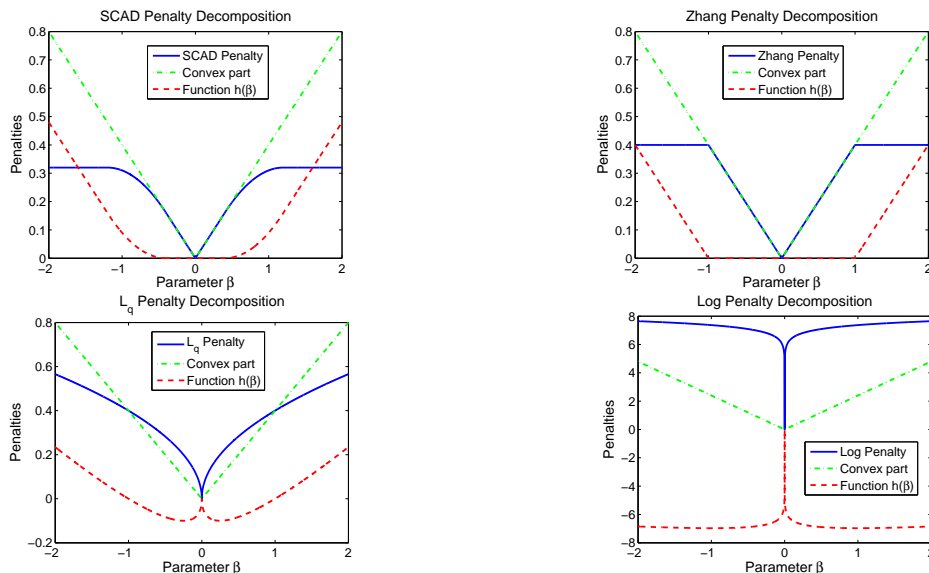 SCAD Penalty Decomposition
0.8
0.7
0.6
0.5
0.4
0.3
0.2
0.1
0
Penalties
SCAD Penalty
Convex part
Function h(β)
-2
-1
0
1
2
Parameter β
Zhang Penalty Decomposition
0.8
0.7
0.6
0.5
0.4
0.3
0.2
0.1
0
Penalties
Zhang Penalty
Convex part
Function h(β)
-2
-1
0
1
2
Parameter β
L_q Penalty Decomposition
0.8
0.6
0.4
0.2
0
-0.2
Penalties
L_q Penalty
Convex part
Function h(β)
-2
-1
0
1
2
Parameter β
Log Penalty Decomposition
8
6
4
2
0
-2
-4
-6
-8
Penalties
Log Penalty
Convex part
Function h(β)
-2
-1
0
1
2
Parameter β